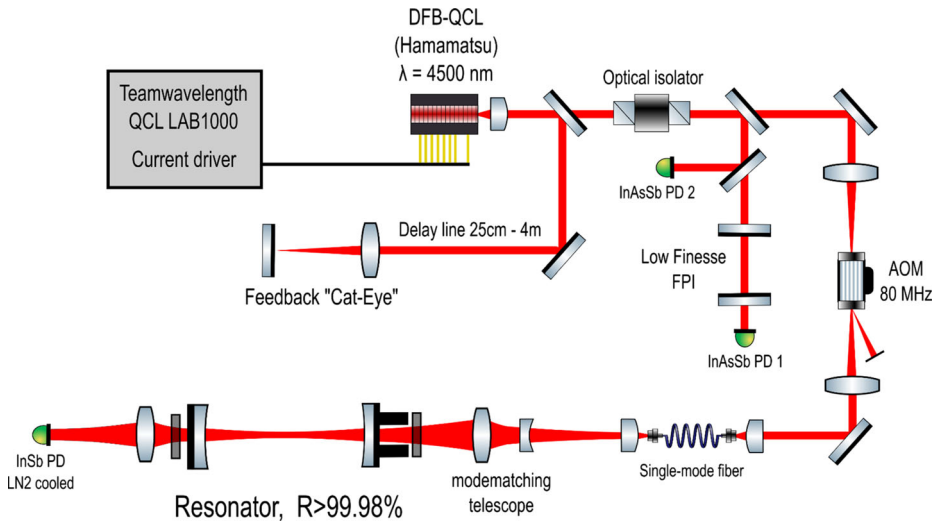 DFB-QCL
(Hamamatsu)
λ = 4500 nm
Teamwavelength
QCL LAB1000
Current driver
Optical isolator
InAsSb PD 2
Delay line 25cm - 4m
Low Finesse
FPI
AOM
80 MHz
Feedback "Cat-Eye"
InAsSb PD 1
InSb PD
LN2 cooled
modematching
telescope
Single-mode fiber
Resonator, R>99.98%